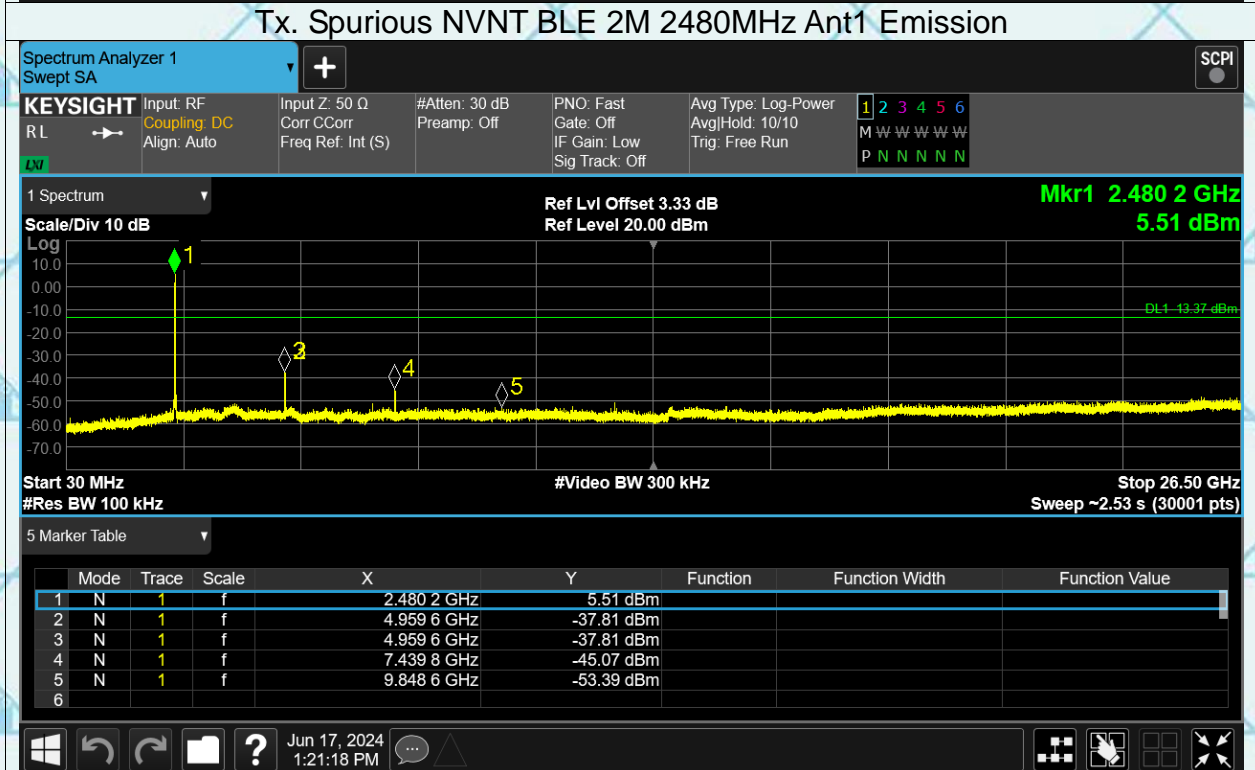 Tx. Spurious NVNT BLE 2M 2480MHz Ant1 Emission
Spectrum Analyzer 1
Swept SA
+
SCPI
KEYSIGHT Input: RF Input Z: 50 Ω #Atten: 30 dB PNO: Fast Avg Type: Log-Power 1 2 3 4 5 6
R L Coupling: DC Corr CCorr Preamp: Off Gate: Off Avg|Hold: 10/10 M W W W W W
Align: Auto Freq Ref: Int (S) IF Gain: Low Trig: Free Run P N N N N N
LXI Sig Track: Off
1 Spectrum
Ref Lvl Offset 3.33 dB Mkr1 2.480 2 GHz
Scale/Div 10 dB Ref Level 20.00 dBm 5.51 dBm
Log
10.0
0.00
-10.0
-20.0
-30.0
-40.0
-50.0
-60.0
-70.0
1
DL1 -13.37 dBm
3
4
5
Start 30 MHz #Video BW 300 kHz Stop 26.50 GHz
#Res BW 100 kHz Sweep ~2.53 s (30001 pts)
5 Marker Table
Mode Trace Scale X Y Function Function Width Function Value
1 N 1 f 2.480 2 GHz 5.51 dBm
2 N 1 f 4.959 6 GHz -37.81 dBm
3 N 1 f 4.959 6 GHz -37.81 dBm
4 N 1 f 7.439 8 GHz -45.07 dBm
5 N 1 f 9.848 6 GHz -53.39 dBm
6
? Jun 17, 2024
1:21:18 PM